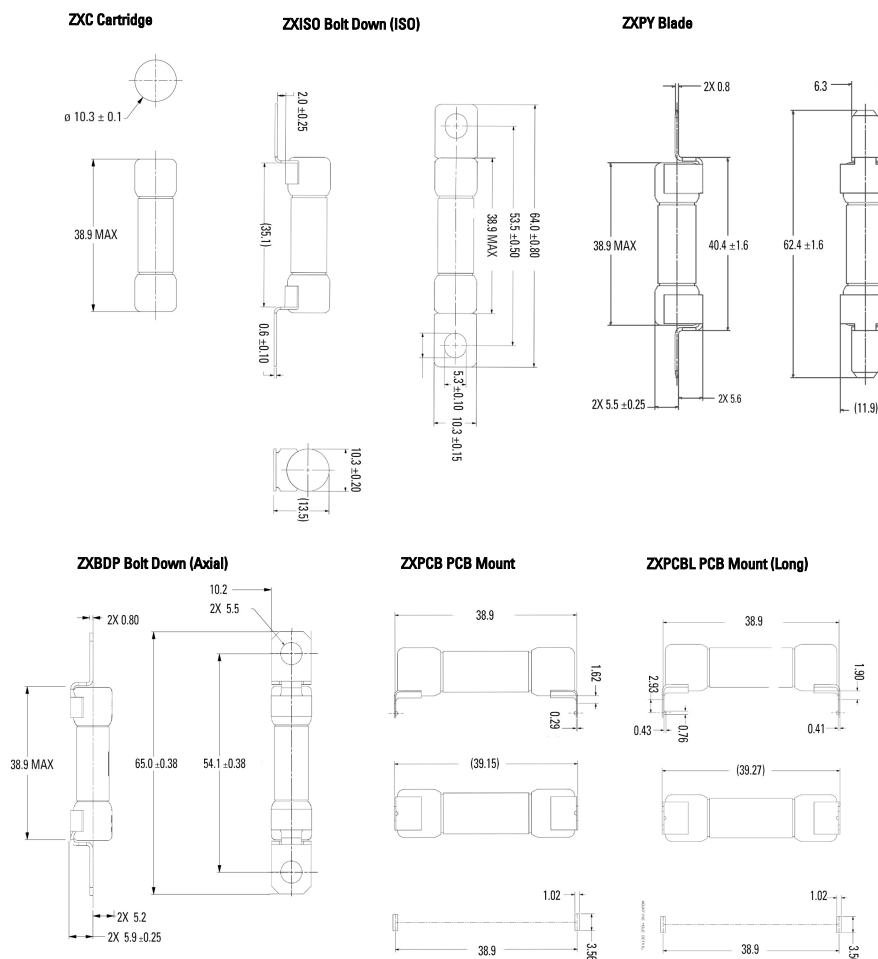 ZXC Cartridge
ZXISO Bolt Down (ISO)
ZXPY Blade
ø 10.3 ± 0.1
38.9 MAX
2.0 ±0.25
(35.1)
0.6 ±0.10
38.9 MAX
53.5 ±0.50
64.0 ±0.80
5.3 ±0.10
10.3 ±0.15
10.3 ±0.20
(13.5)
2X 0.8
38.9 MAX
40.4 ±1.6
2X 5.5 ±0.25
2X 5.6
6.3
62.4 ±1.6
(11.9)
ZXBDP Bolt Down (Axial)
ZXPCB PCB Mount
ZXPCBL PCB Mount (Long)
2X 0.80
38.9 MAX
2X 5.2
2X 5.9 ±0.25
10.2
2X 5.5
65.0 ±0.38
54.1 ±0.38
38.9
1.62
0.29
(39.15)
1.02
3.56
38.9
38.9
1.90
2.93
0.43
0.76
0.41
(39.27)
MOUNTING HOLE DETAIL
1.02
38.9